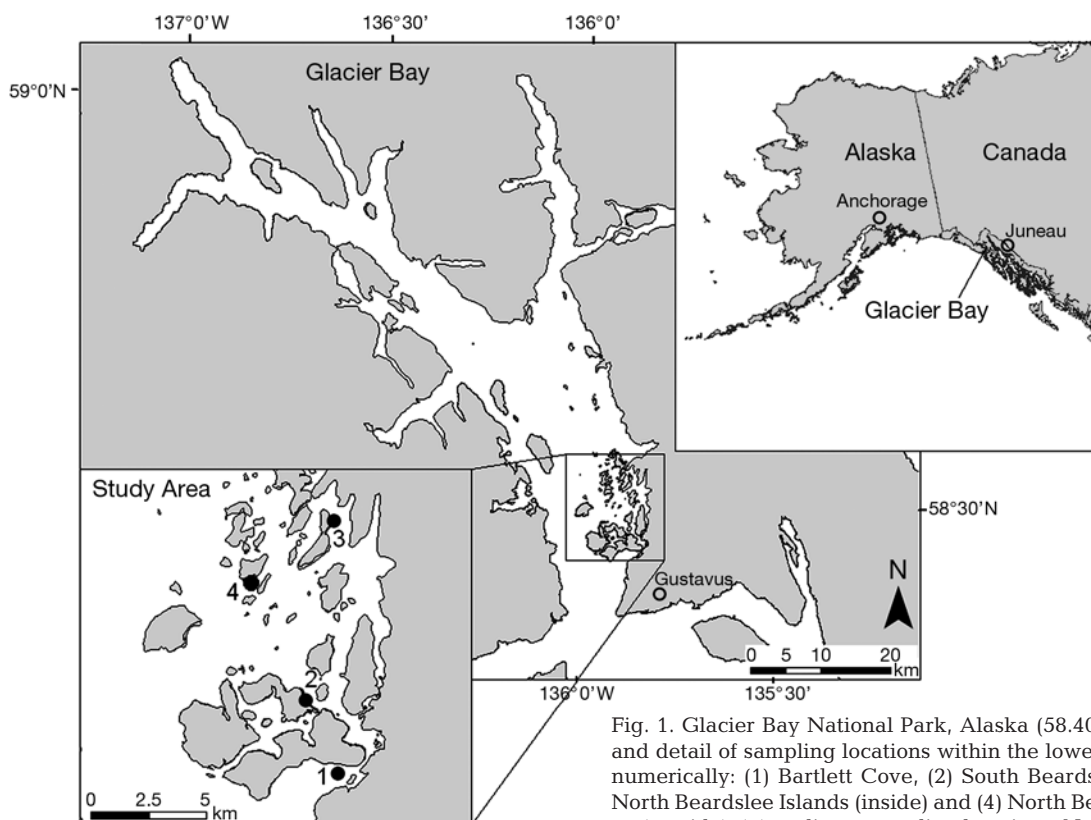 137°0'W 136°30' 136°0'
59°0'N
Glacier Bay
Alaska Canada
Anchorage
Juneau
Glacier Bay
Study Area
3
4
2
1
0 2.5 5
km
58°30'N
Gustavus
N
0 5 10 20
km
136°0'W 135°30'
Fig. 1. Glacier Bay National Park, Alaska (58.40
and detail of sampling locations within the lowe
numerically: (1) Bartlett Cove, (2) South Beards
North Beardslee Islands (inside) and (4) North Be